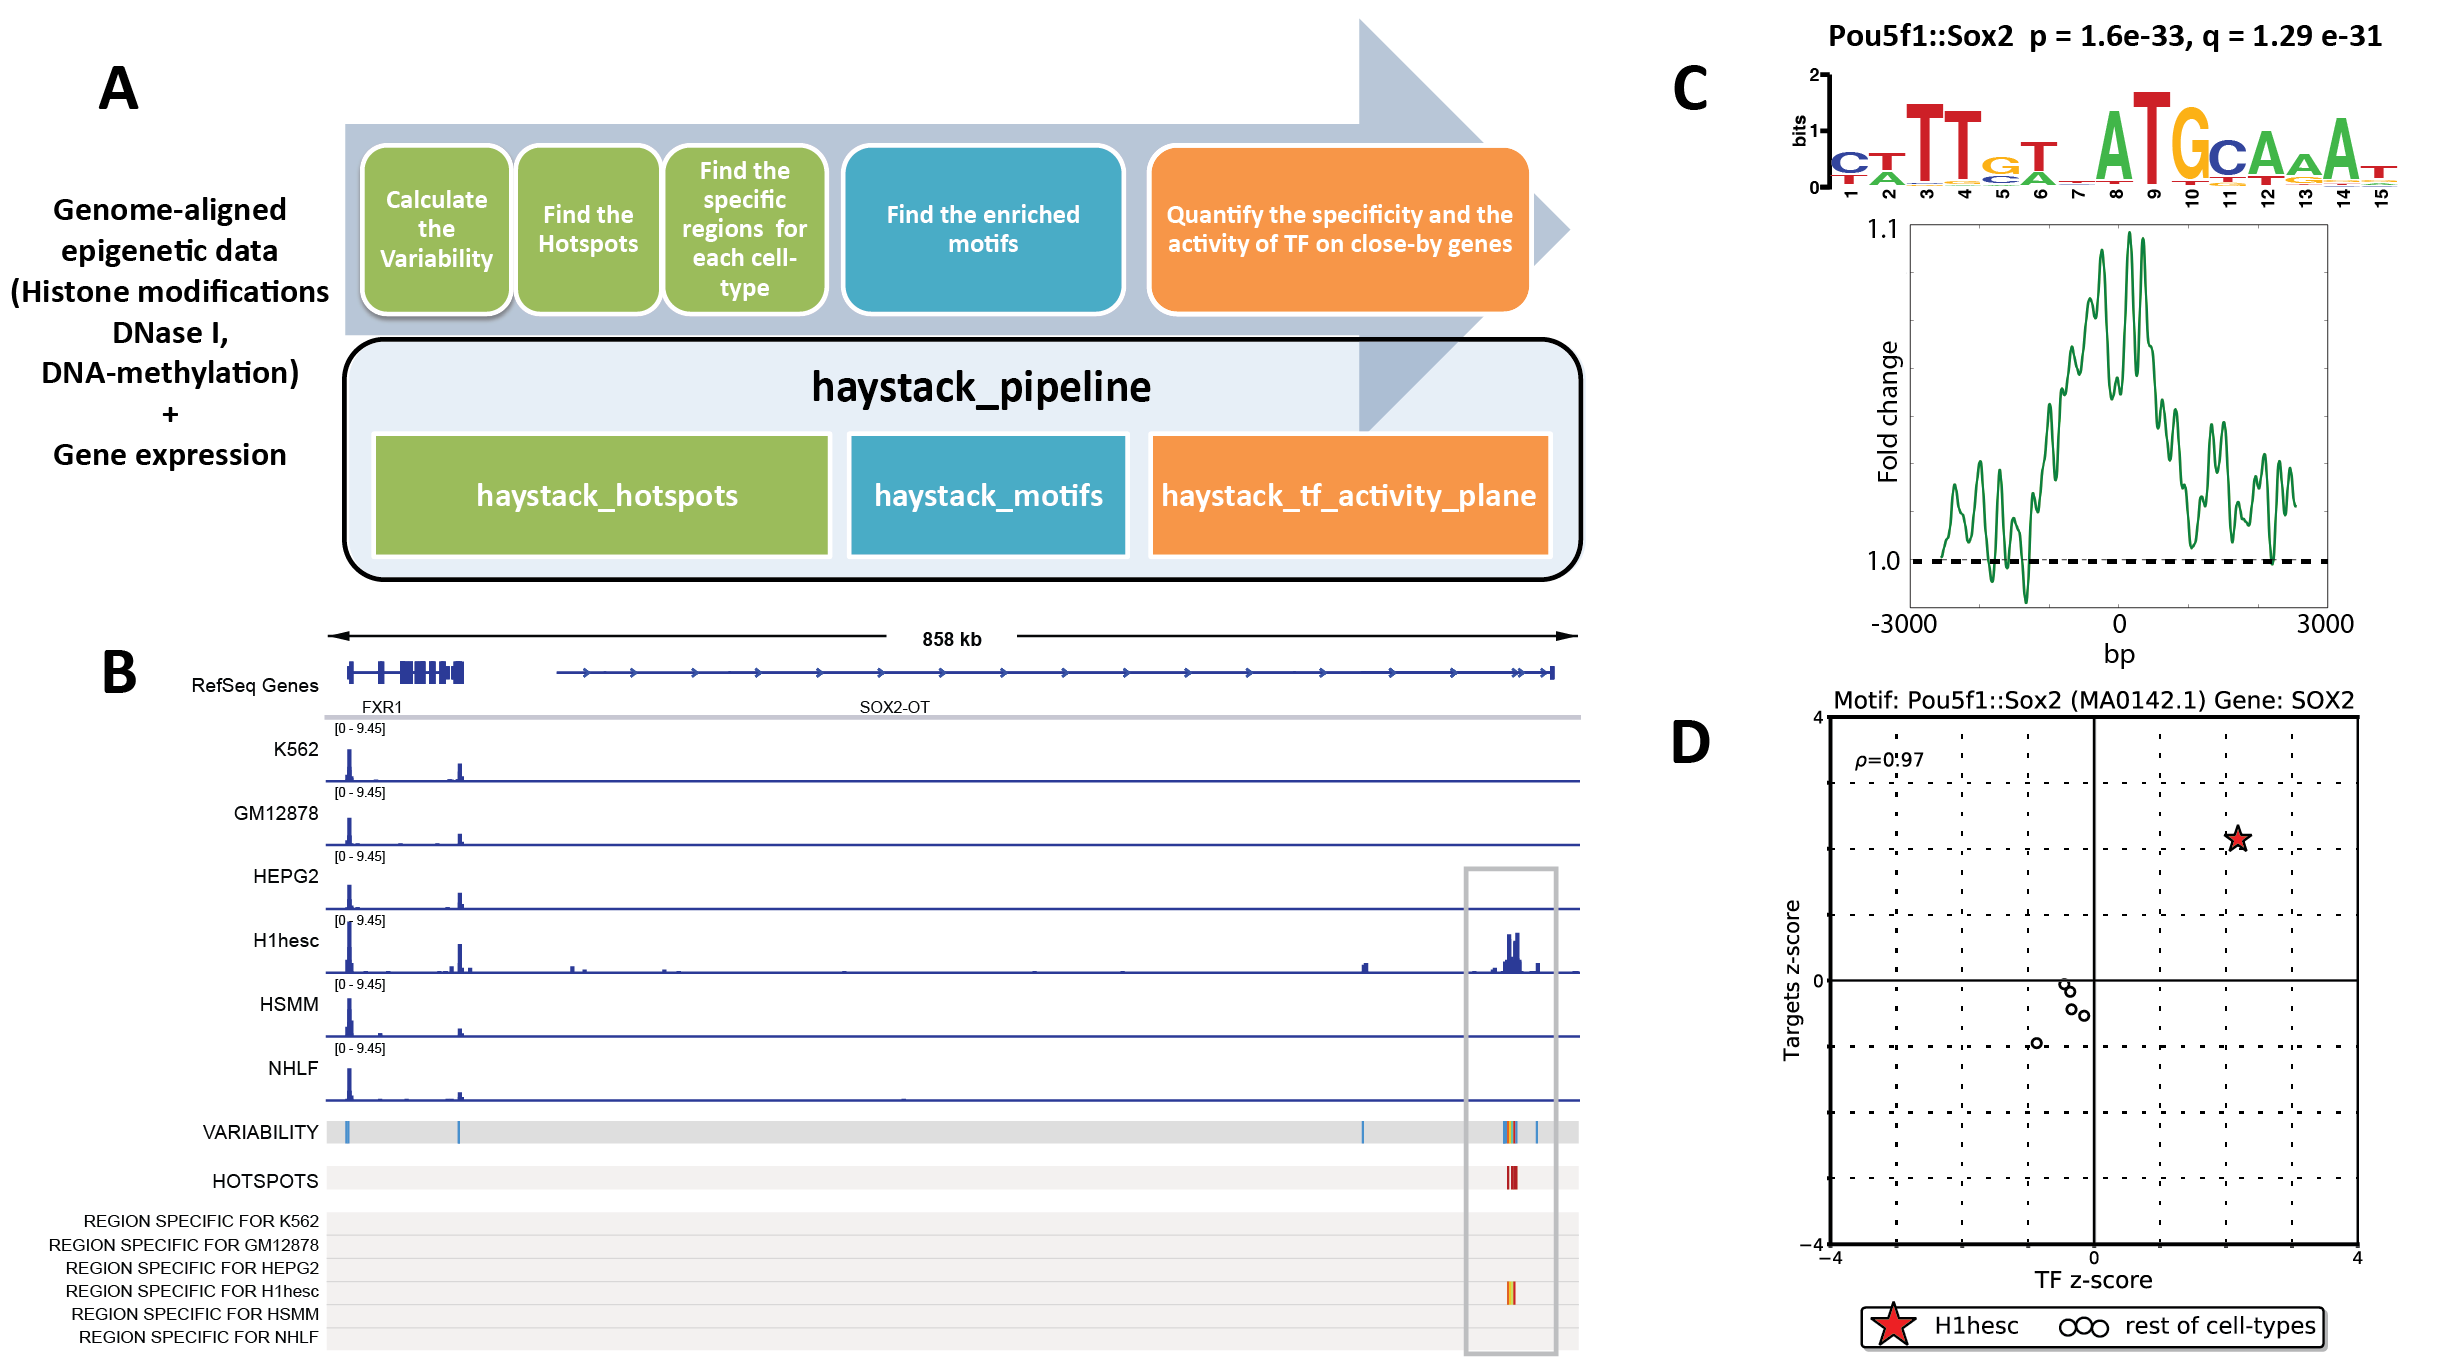 A
Genome-aligned
epigenetic data
(Histone modifications
DNase I,
DNA-methylation)
+
Gene expression
Calculate
the
Variability
Find the
Hotspots
Find the
specific
regions for
each cell-
type
Find the enriched
motifs
Quantify the specificity and the
activity of TF on close-by genes
haystack_pipeline
haystack_hotspots
haystack_motifs
haystack_tf_activity_plane
B
858 kb
RefSeq Genes
FXR1
SOX2-OT
[0 - 9.45]
K562
[0 - 9.45]
GM12878
[0 - 9.45]
HEPG2
[0 - 9.45]
H1hesc
[0 - 9.45]
HSMM
[0 - 9.45]
NHLF
VARIABILITY
HOTSPOTS
REGION SPECIFIC FOR K562
REGION SPECIFIC FOR GM12878
REGION SPECIFIC FOR HEPG2
REGION SPECIFIC FOR H1hesc
REGION SPECIFIC FOR HSMM
REGION SPECIFIC FOR NHLF
C
Pou5f1::Sox2 p = 1.6e-33, q = 1.29 e-31
2
1
0
bits
CTTTGT ATGCAAAT
1 2 3 4 5 6 7 8 9 10 11 12 13 14 15
1.1
1.0
Fold change
-3000 0 3000
bp
D
Motif: Pou5f1::Sox2 (MA0142.1) Gene: SOX2
4
ρ=0.97
0
−4
Targets z-score
−4 0 4
TF z-score
H1hesc
rest of cell-types